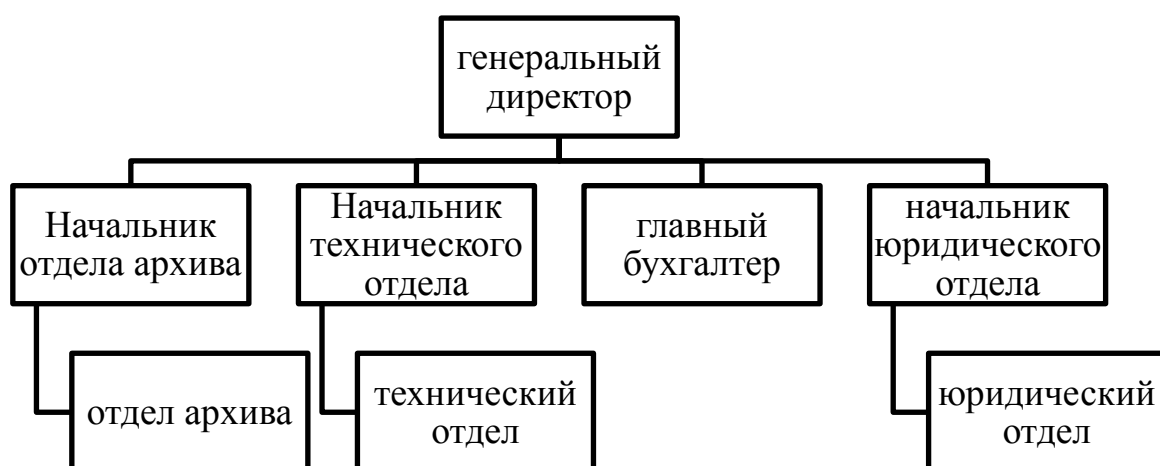 генеральный
директор
Начальник
отдела архива
Начальник
технического
отдела
главный
бухгалтер
начальник
юридического
отдела
отдел архива
технический
отдел
юридический
отдел